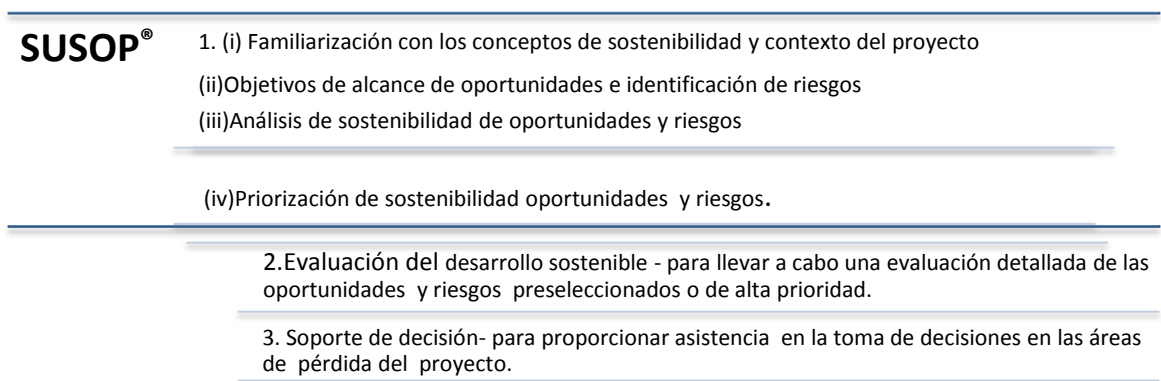 SUSOP®
1. (i) Familiarización con los conceptos de sostenibilidad y contexto del proyecto
(ii)Objetivos de alcance de oportunidades e identificación de riesgos
(iii)Análisis de sostenibilidad de oportunidades y riesgos
(iv)Priorización de sostenibilidad oportunidades y riesgos.
2.Evaluación del desarrollo sostenible - para llevar a cabo una evaluación detallada de las
oportunidades y riesgos preseleccionados o de alta prioridad.
3. Soporte de decisión- para proporcionar asistencia en la toma de decisiones en las áreas
de pérdida del proyecto.